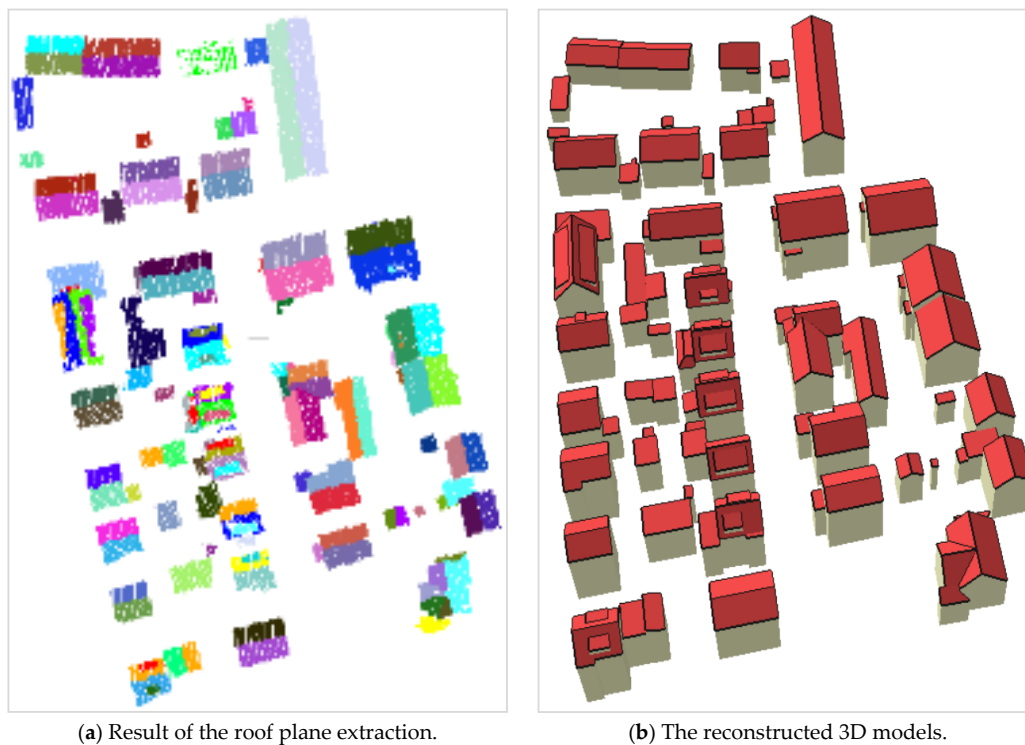 (a) Result of the roof plane extraction.
(b) The reconstructed 3D models.